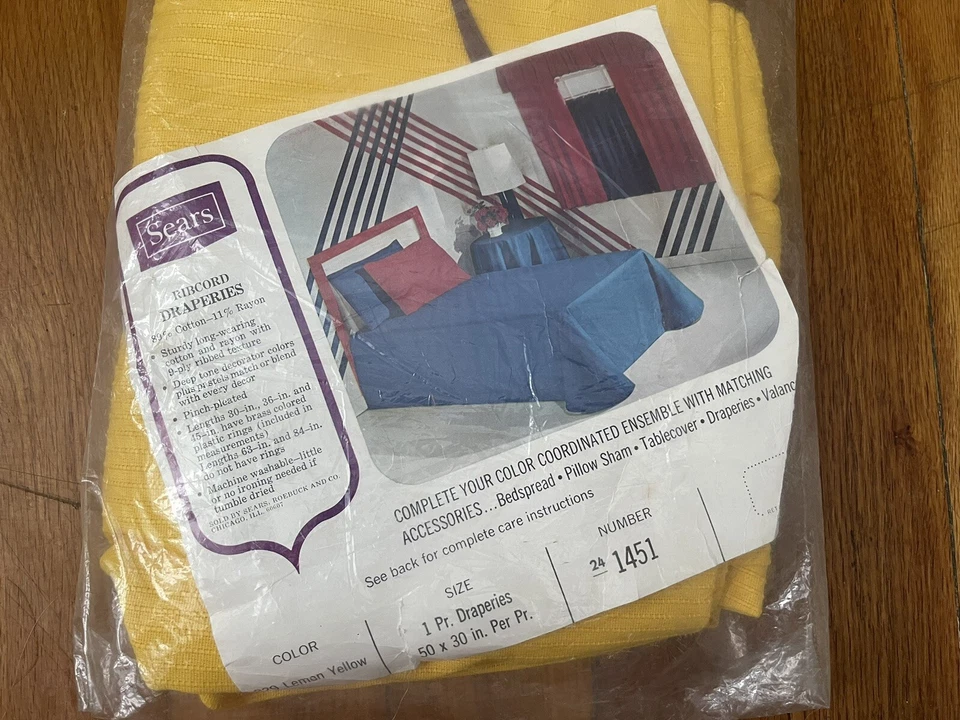 Sears
RIBCORD
DRAPERIES
89% Cotton—11% Rayon
• Sturdy long-wearing
cotton and rayon with
9-ply ribbed texture
• Deep tone decorator colors
plus pastels match or blend
with every decor
• Pinch-pleated
• Lengths 30-in., 36-in. and
45-in. have brass colored
plastic rings (included in
measurements)
Lengths 63-in. and 84-in.
do not have rings
• Machine washable—little
or no ironing needed if
tumble dried
SOLD BY SEARS, ROEBUCK AND CO.
CHICAGO, ILL. 60607
COMPLETE YOUR COLOR COORDINATED ENSEMBLE WITH MATCHING
ACCESSORIES...Bedspread • Pillow Sham • Tablecover • Draperies • Valanc
See back for complete care instructions
COLOR
Lemon Yellow
SIZE
1 Pr. Draperies
50 x 30 in. Per Pr.
NUMBER
24 1451